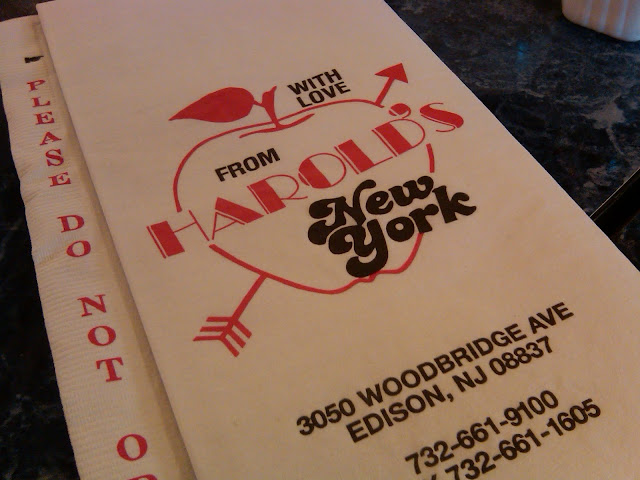 PLEASE DO NOT
WITH
LOVE
FROM
HAROLD'S
New
York
3050 WOODBRIDGE AVE
EDISON, NJ 08837
732-661-9100
732-661-1605